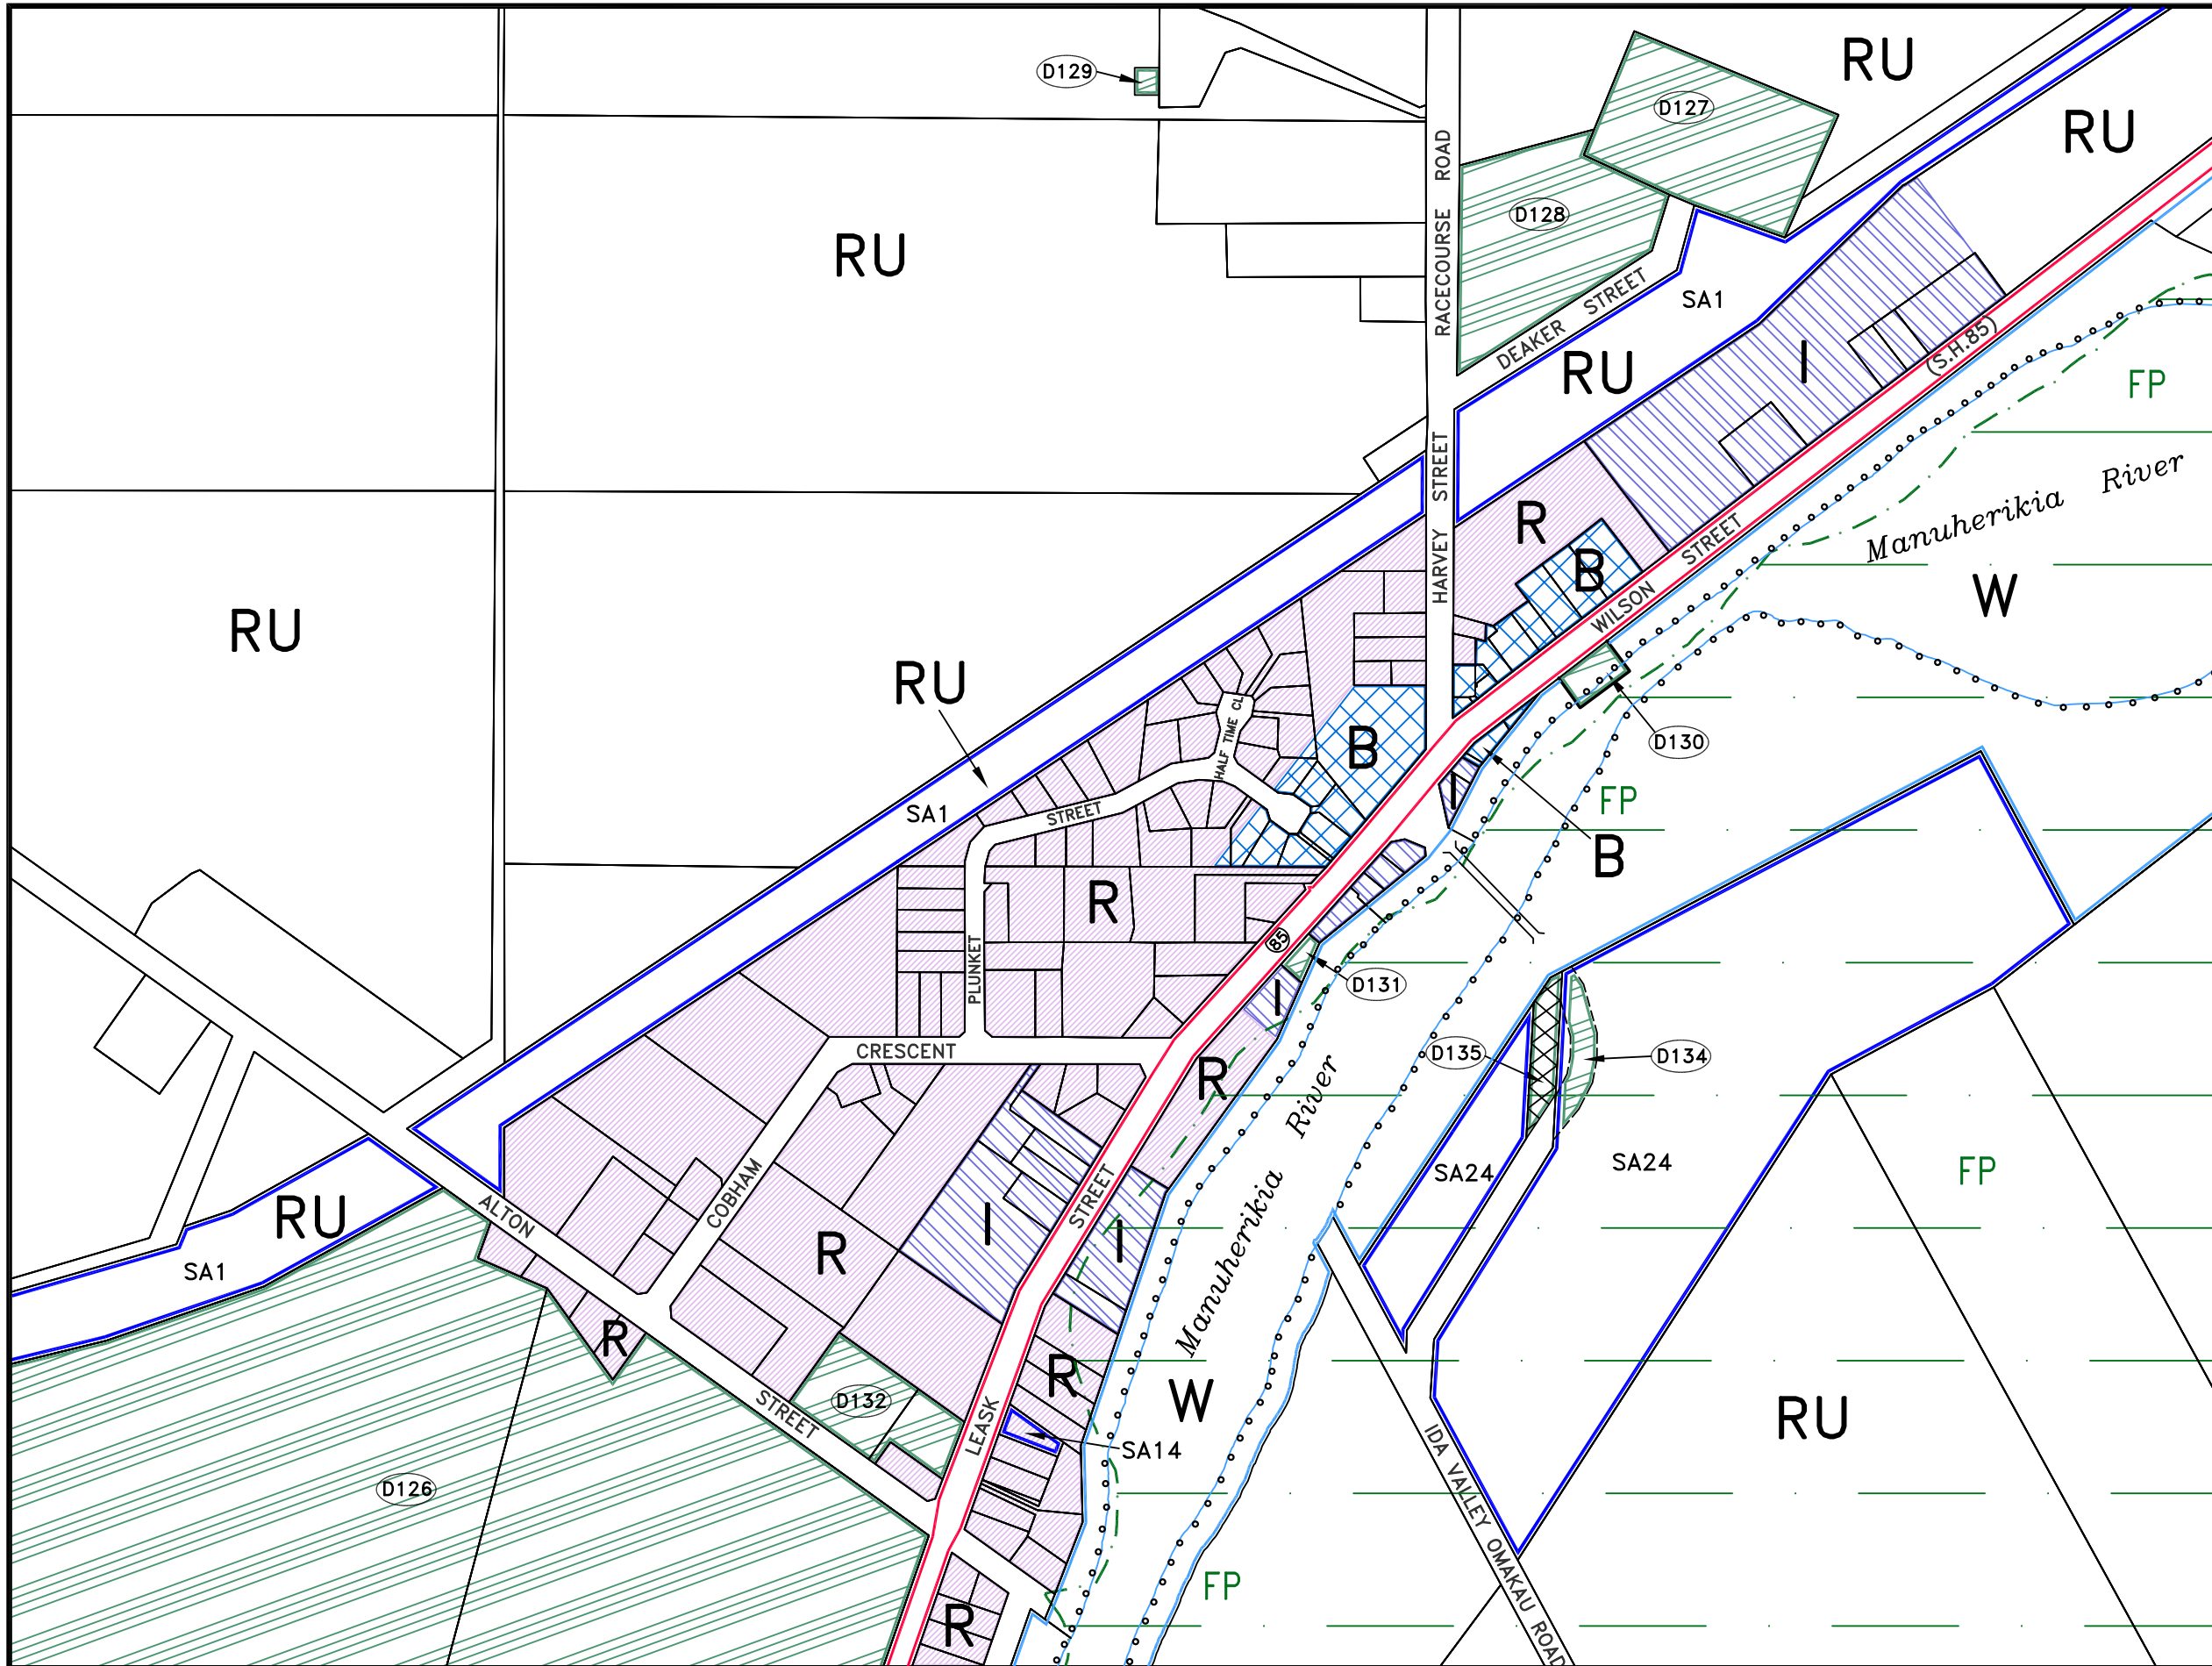 D129
D127
RU
RU
D128
RACECOURSE ROAD
RU
DEAKER STREET
SA1
RU
I
(S.H.85)
FP
Manuherikia River
HARVEY STREET
R
B
WILSON STREET
W
RU
RU
SA1
HALF TIME CL
STREET
B
I
D130
FP
B
R
PLUNKET
85
D131
I
CRESCENT
R
D135
D134
COBHAM
RU
SA1
ALTON
R
I
STREET
I
Manuherikia River
SA24
SA24
FP
R
R
D132
STREET
LEASK
W
SA14
RU
D126
IDA VALLEY OMAKAU ROAD
FP
R